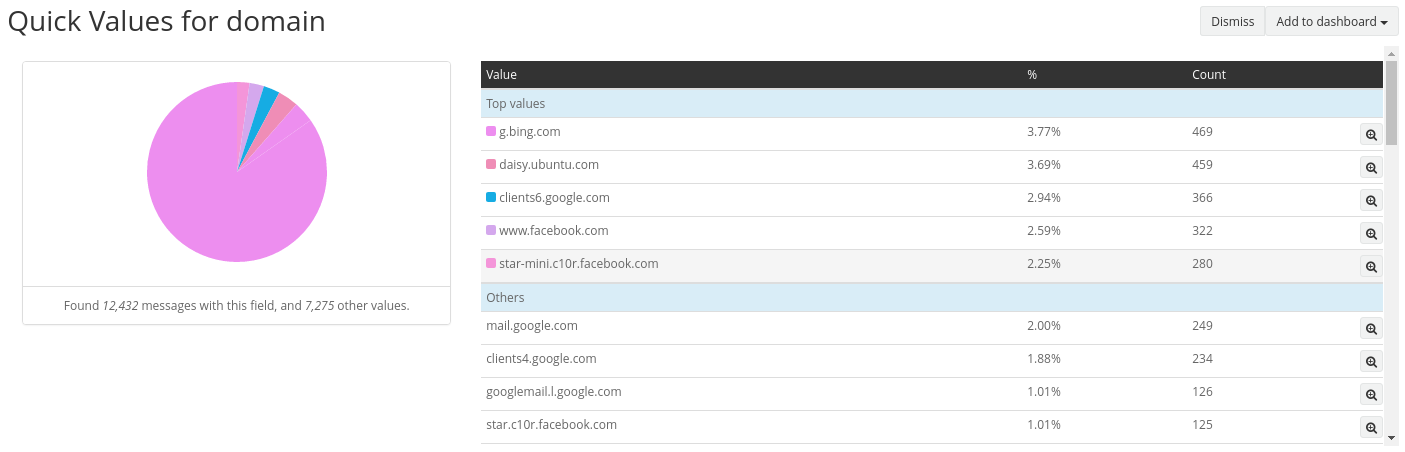 Quick Values for domain
Dismiss
Add to dashboard
Found 12,432 messages with this field, and 7,275 other values.
Value % Count
Top values
g.bing.com 3.77% 469
daisy.ubuntu.com 3.69% 459
clients6.google.com 2.94% 366
www.facebook.com 2.59% 322
star-mini.c10r.facebook.com 2.25% 280
Others
mail.google.com 2.00% 249
clients4.google.com 1.88% 234
googlemail.l.google.com 1.01% 126
star.c10r.facebook.com 1.01% 125